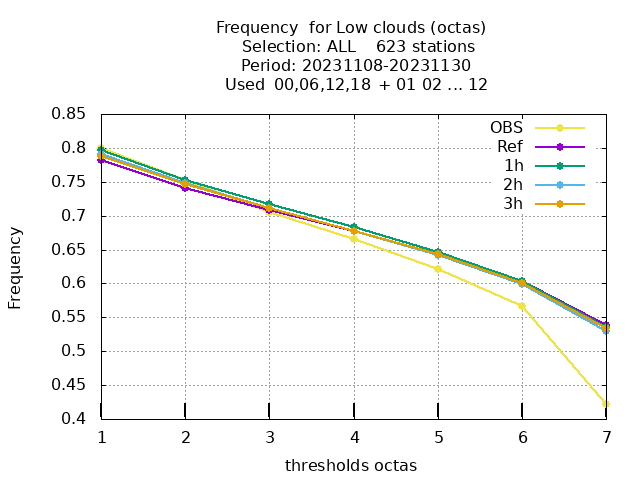 Frequency  for Low clouds (octas)
Selection: ALL    623 stations
Period: 20231108-20231130
Used  00,06,12,18  + 01 02 ... 12
0.85
0.8
0.75
0.7
0.65
0.6
0.55
0.5
0.45
0.4
Frequency
OBS
Ref
1h
2h
3h
1 2 3 4 5 6 7
thresholds octas